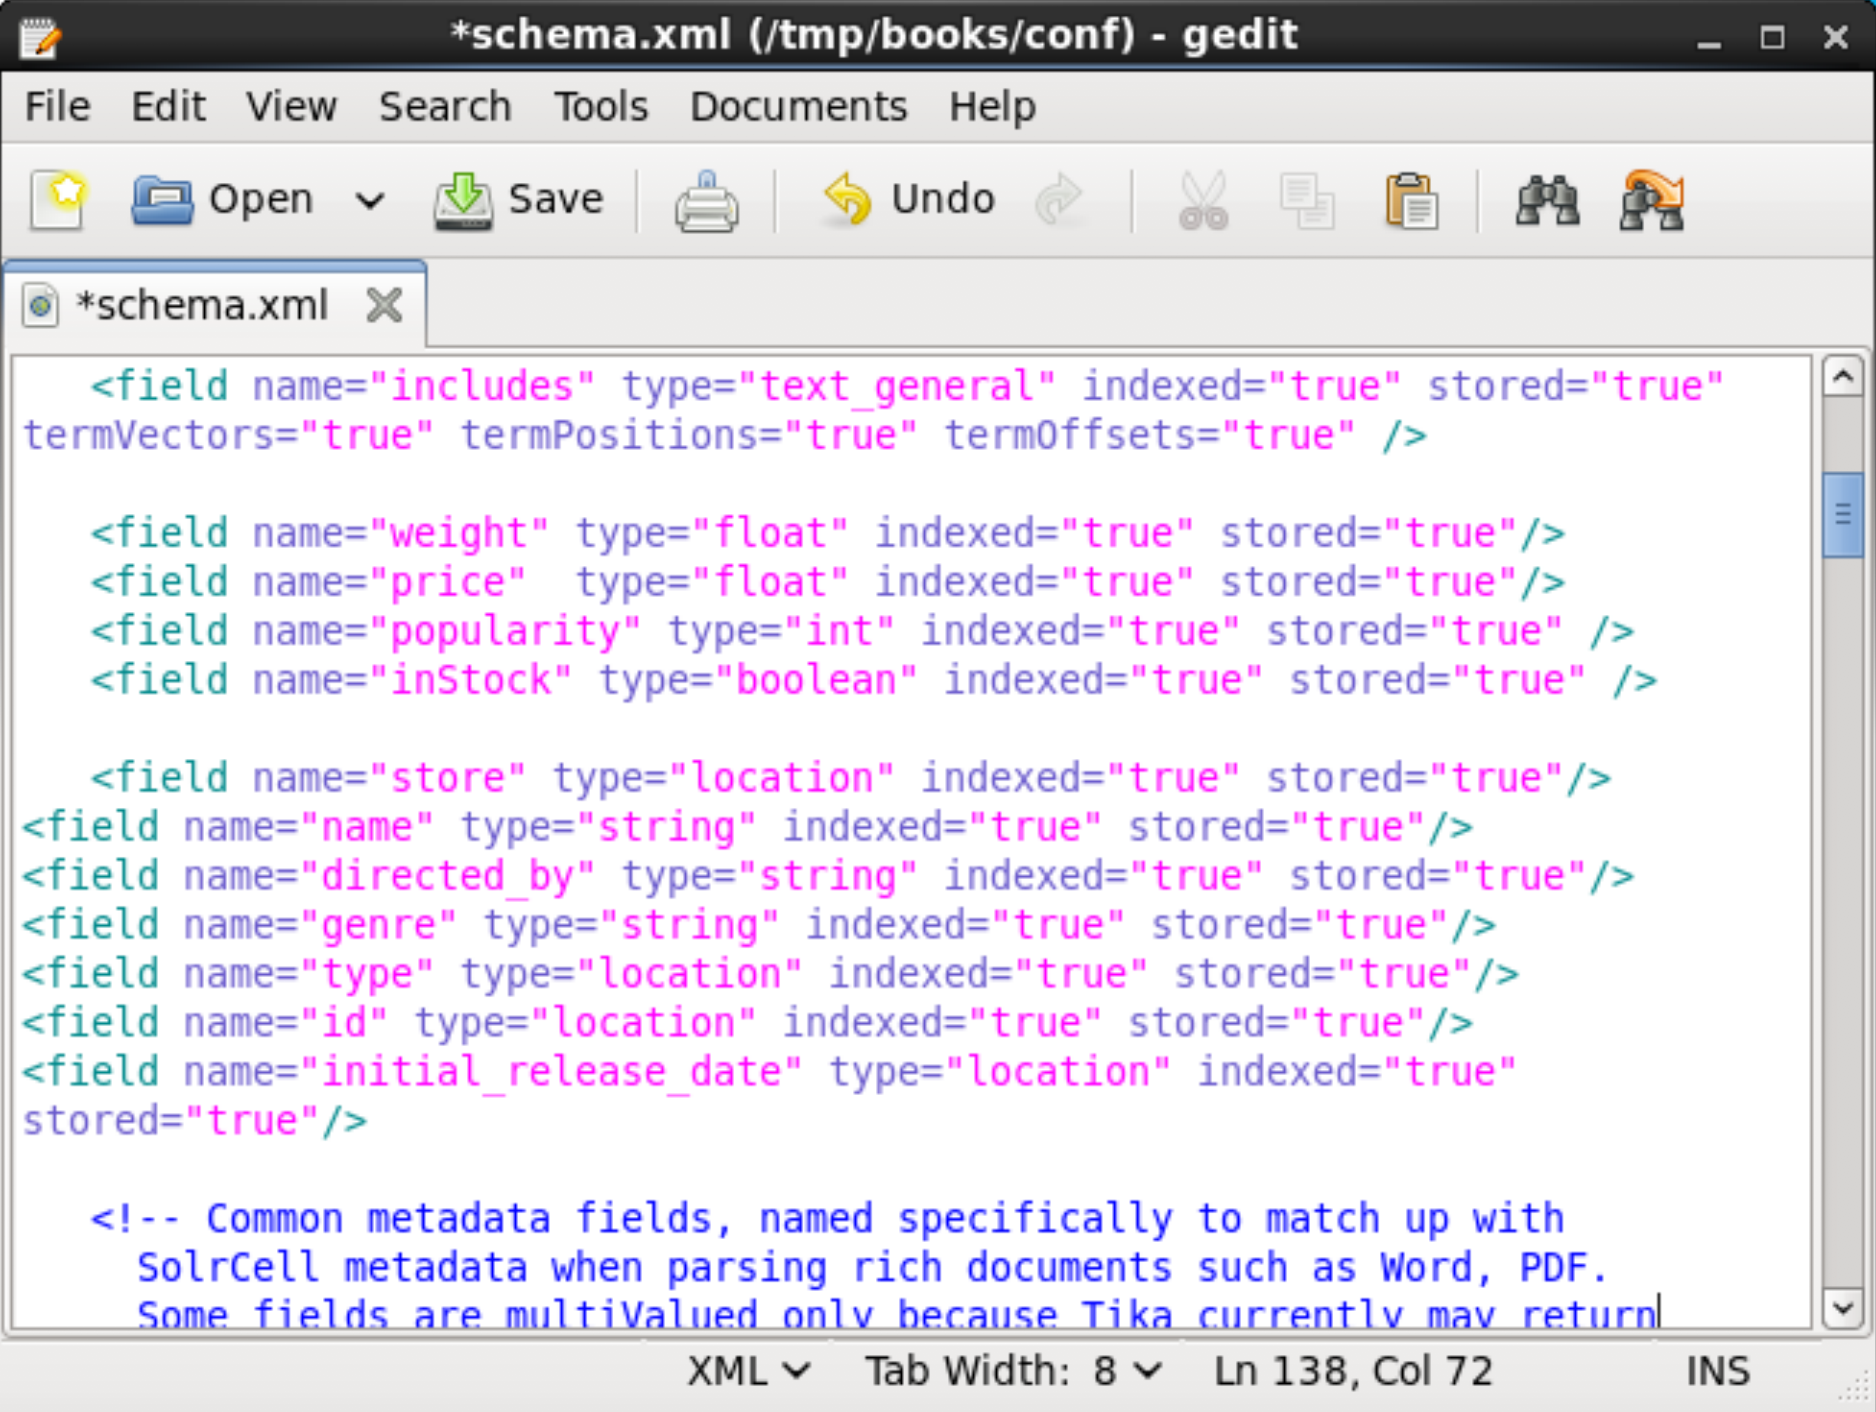 *schema.xml (/tmp/books/conf) - gedit
File Edit View Search Tools Documents Help
Open Save Undo
*schema.xml
<field name="includes" type="text_general" indexed="true" stored="true"
termVectors="true" termPositions="true" termOffsets="true" />
<field name="weight" type="float" indexed="true" stored="true"/>
<field name="price"  type="float" indexed="true" stored="true"/>
<field name="popularity" type="int" indexed="true" stored="true" />
<field name="inStock" type="boolean" indexed="true" stored="true" />
<field name="store" type="location" indexed="true" stored="true"/>
<field name="name" type="string" indexed="true" stored="true"/>
<field name="directed_by" type="string" indexed="true" stored="true"/>
<field name="genre" type="string" indexed="true" stored="true"/>
<field name="type" type="location" indexed="true" stored="true"/>
<field name="id" type="location" indexed="true" stored="true"/>
<field name="initial_release_date" type="location" indexed="true"
stored="true"/>
<!-- Common metadata fields, named specifically to match up with
SolrCell metadata when parsing rich documents such as Word, PDF.
Some fields are multiValued only because Tika currently may return
XML Tab Width: 8 Ln 138, Col 72 INS